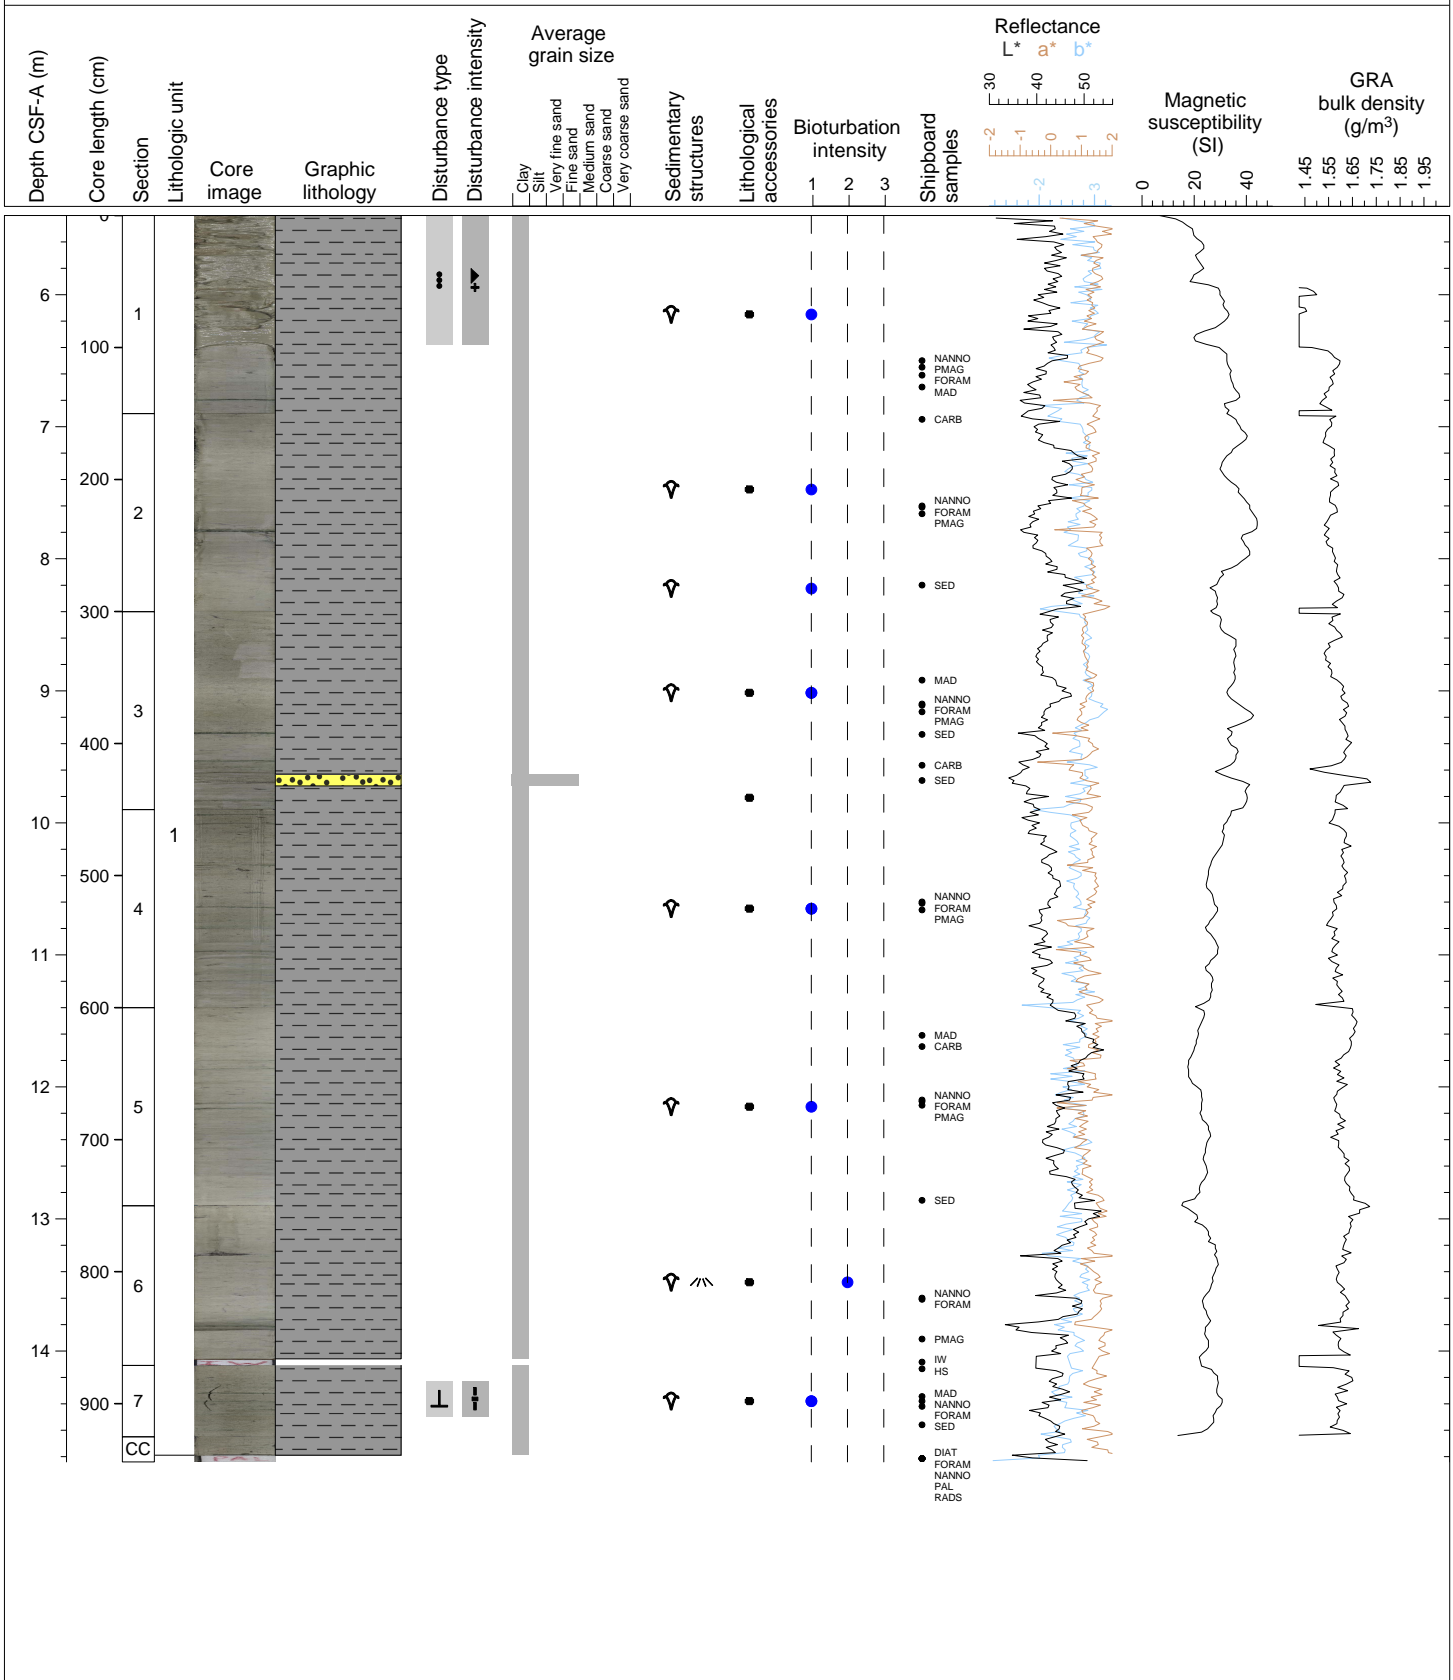 Depth CSF-A (m)
Core length (cm)
Section
Lithologic unit
Core
image
Graphic
lithology
Disturbance type
Disturbance intensity
Average
grain size
Clay
Silt
Very fine sand
Fine sand
Medium sand
Coarse sand
Very coarse sand
Sedimentary
structures
Lithological
accessories
Bioturbation
intensity
1 2 3
Shipboard
samples
Reflectance
L* a* b*
30 40 50
-2 -1 0 1 2
-2 3
Magnetic
susceptibility
(SI)
0 20 40
GRA
bulk density
(g/m³)
1.45 1.55 1.65 1.75 1.85 1.95
0
6
1
100
NANNO
PMAG
FORAM
MAD
7
CARB
200
2
NANNO
FORAM
PMAG
8
SED
300
MAD
9
3
NANNO
FORAM
PMAG
SED
400
CARB
SED
10
1
500
4
NANNO
FORAM
PMAG
11
600
MAD
CARB
12
5
NANNO
FORAM
PMAG
700
SED
13
800
6
NANNO
FORAM
PMAG
14
IW
HS
7
900
MAD
NANNO
FORAM
SED
CC
DIAT
FORAM
NANNO
PAL
RADS